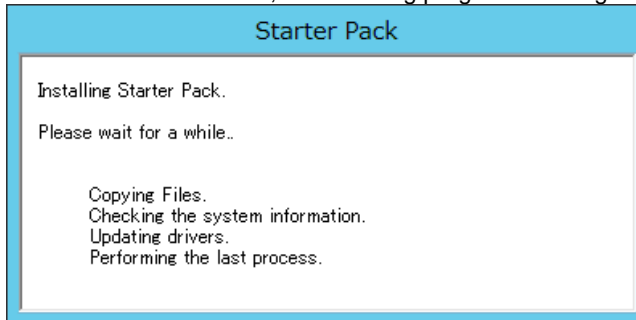 Starter Pack
Installing Starter Pack.
Please wait for a while..
Copying Files.
Checking the system information.
Updating drivers.
Performing the last process.